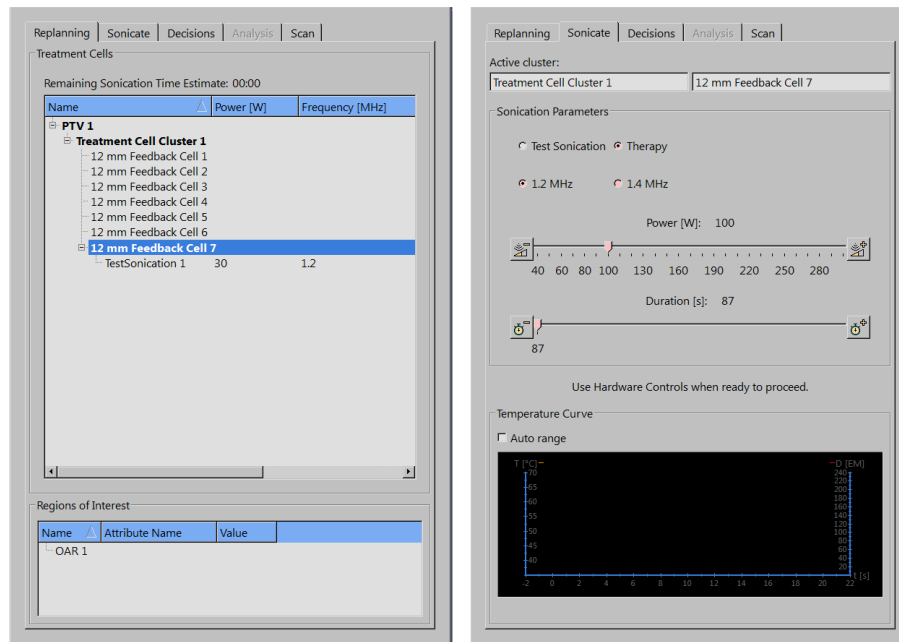 Replanning Sonicate Decisions Analysis Scan
Treatment Cells
Remaining Sonication Time Estimate: 00:00
Name Power [W] Frequency [MHz]
PTV 1
Treatment Cell Cluster 1
12 mm Feedback Cell 1
12 mm Feedback Cell 2
12 mm Feedback Cell 3
12 mm Feedback Cell 4
12 mm Feedback Cell 5
12 mm Feedback Cell 6
12 mm Feedback Cell 7
TestSonication 1 30 1.2
Regions of Interest
Name Attribute Name Value
OAR 1
Replanning Sonicate Decisions Analysis Scan
Active cluster:
Treatment Cell Cluster 1 12 mm Feedback Cell 7
Sonication Parameters
Test Sonication Therapy
1.2 MHz 1.4 MHz
Power [W]: 100
40 60 80 100 130 160 190 220 250 280
Duration [s]: 87
87
Use Hardware Controls when ready to proceed.
Temperature Curve
Auto range
T [°C] D [EM]
70 240
65 220
200
60 180
160
55 140
120
50 100
80
45 60
40 40
20
t [s]
-2 0 2 4 6 8 10 12 14 16 18 20 22